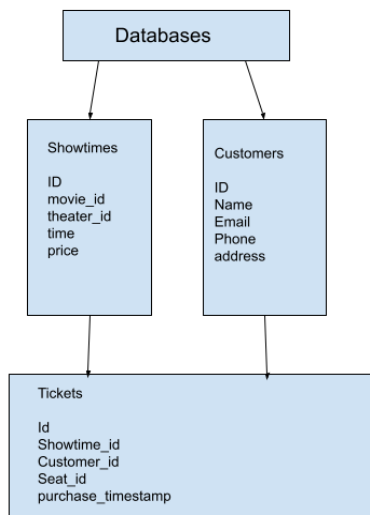 Databases
Showtimes
ID
movie_id
theater_id
time
price
Customers
ID
Name
Email
Phone
address
Tickets
Id
Showtime_id
Customer_id
Seat_id
purchase_timestamp